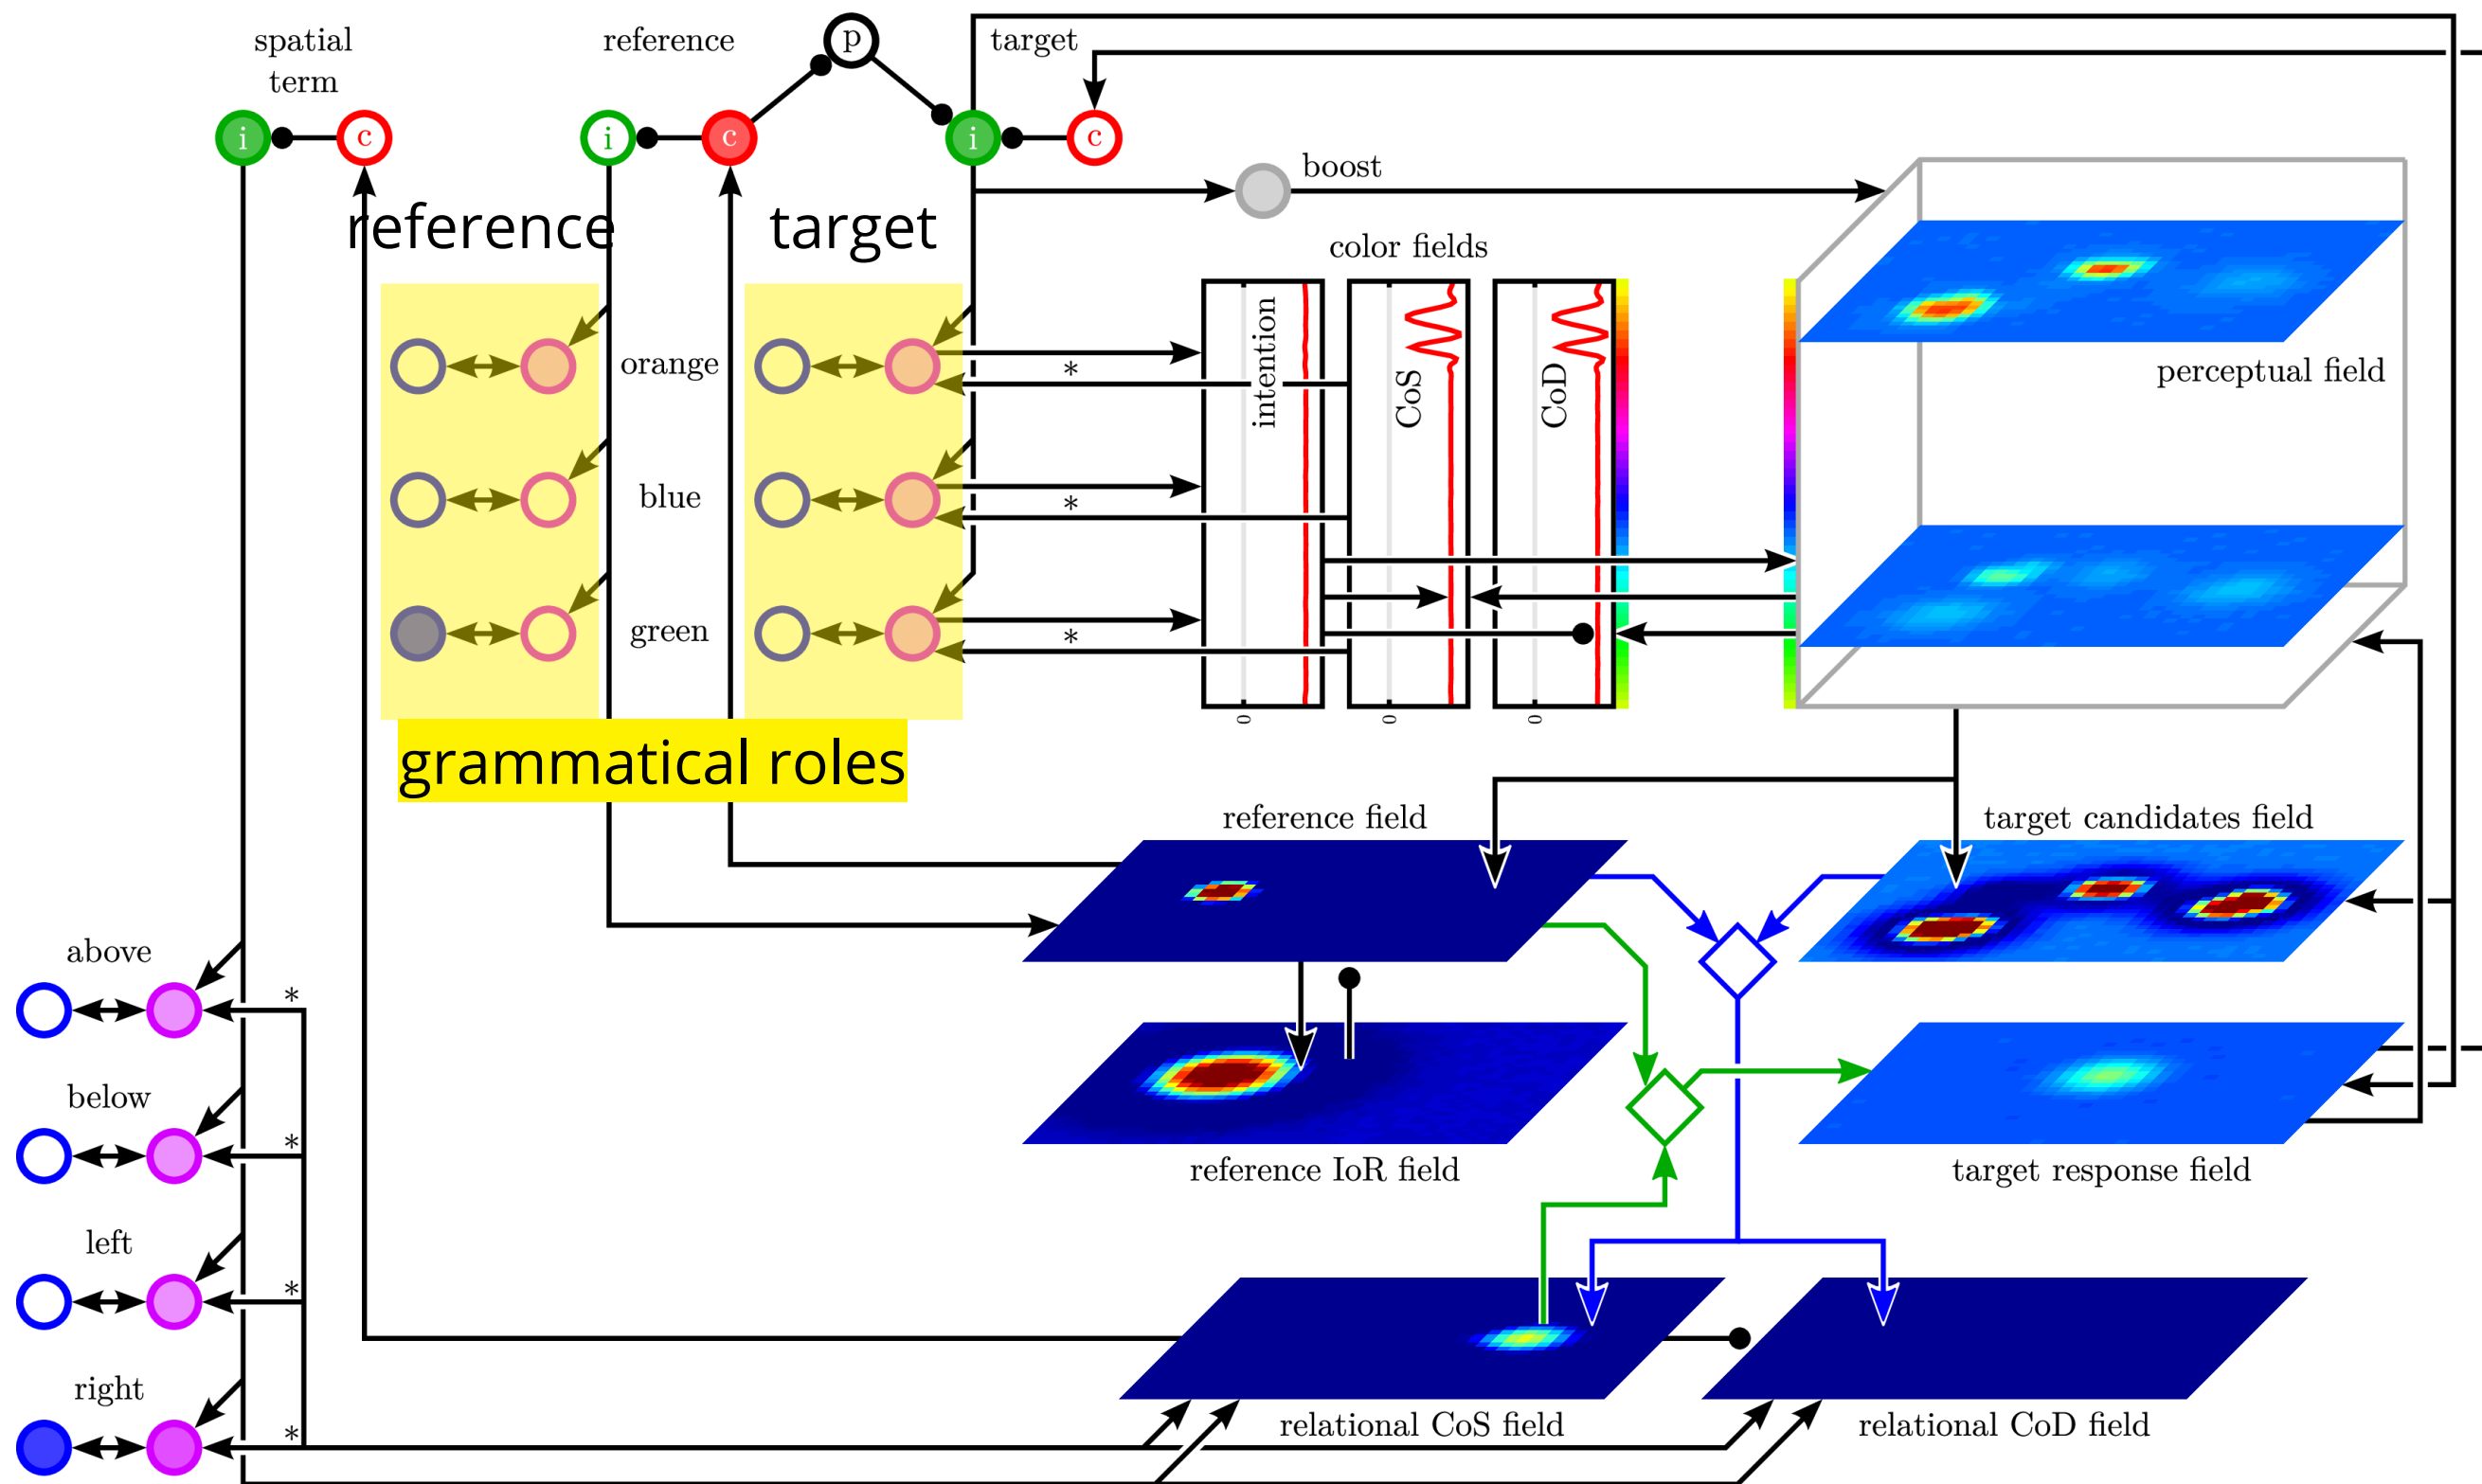 spatial
term
reference
p
target
i
c
i
c
i
c
boost
reference
target
color fields
orange
*
intention
CoS
CoD
perceptual field
blue
*
green
*
0
0
0
grammatical roles
reference field
target candidates field
above
*
below
*
reference IoR field
target response field
left
*
right
*
relational CoS field
relational CoD field